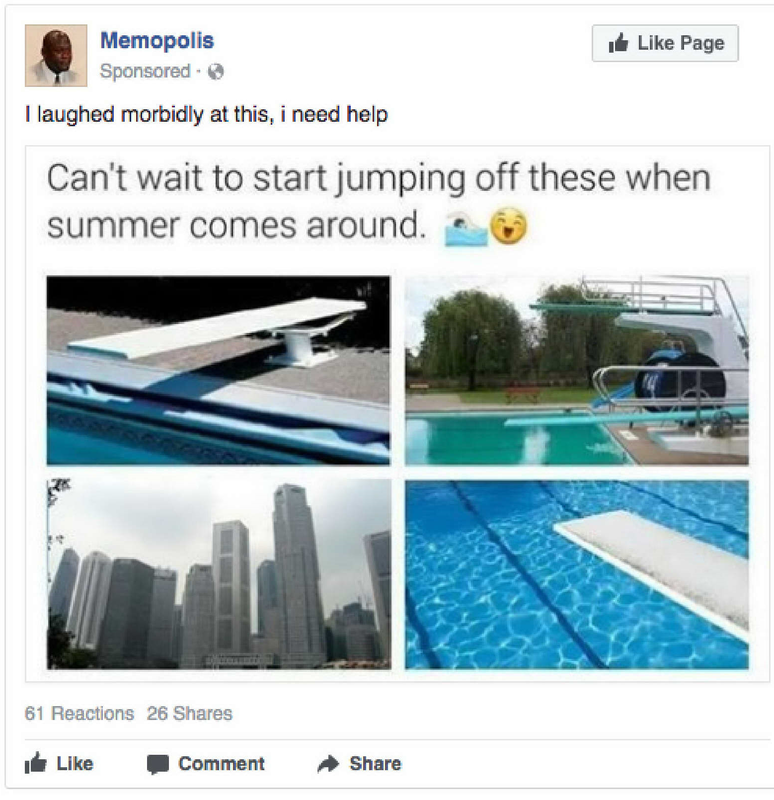 Memopolis
Like Page
Sponsored ·
I laughed morbidly at this, i need help
Can't wait to start jumping off these when
summer comes around. 🏊😄
61 Reactions 26 Shares
Like Comment Share